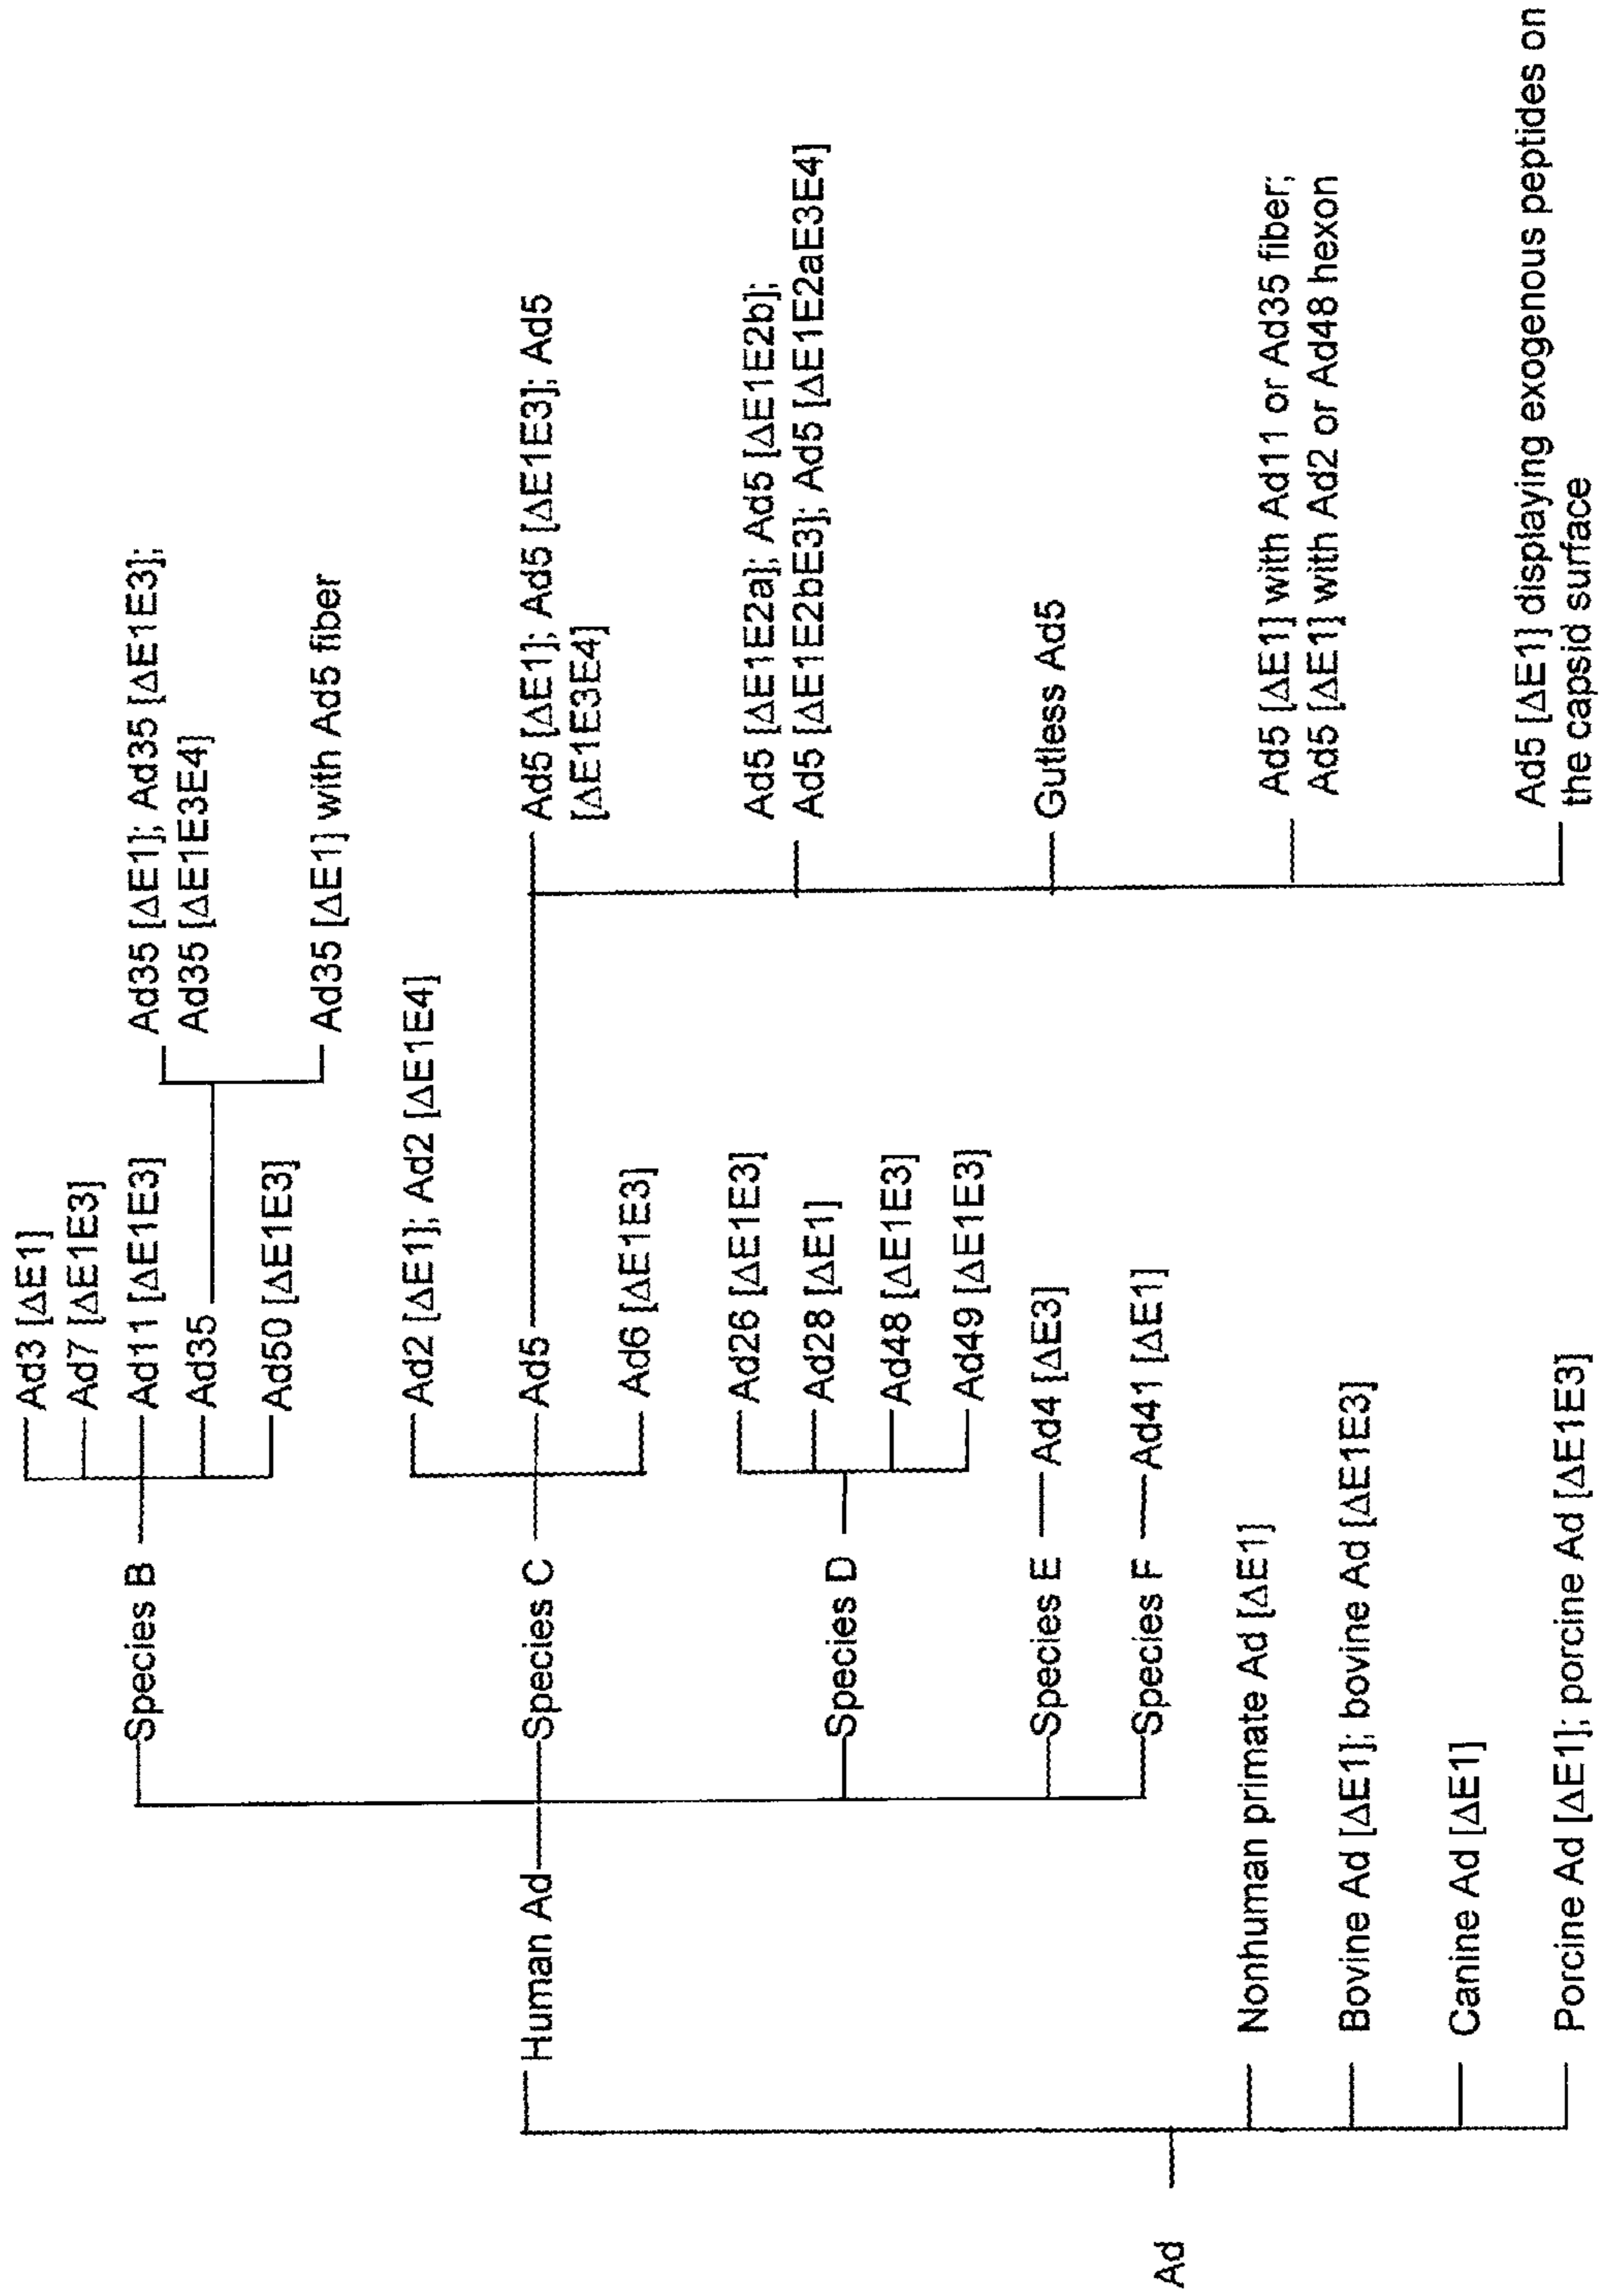 Ad
Human Ad
Species B
Ad3 [ΔE1]
Ad7 [ΔE1E3]
Ad11 [ΔE1E3]
Ad35
Ad35 [ΔE1]; Ad35 [ΔE1E3];
Ad35 [ΔE1E3E4]
Ad35 [ΔE1] with Ad5 fiber
Ad50 [ΔE1E3]
Species C
Ad2 [ΔE1]; Ad2 [ΔE1E4]
Ad5
Ad5 [ΔE1]; Ad5 [ΔE1E3]; Ad5
[ΔE1E3E4]
Ad5 [ΔE1E2a]; Ad5 [ΔE1E2b];
Ad5 [ΔE1E2bE3]; Ad5 [ΔE1E2aE3E4]
Gutless Ad5
Ad5 [ΔE1] with Ad11 or Ad35 fiber;
Ad5 [ΔE1] with Ad2 or Ad48 hexon
Ad5 [ΔE1] displaying exogenous peptides on
the capsid surface
Ad6 [ΔE1E3]
Species D
Ad26 [ΔE1E3]
Ad28 [ΔE1]
Ad48 [ΔE1E3]
Ad49 [ΔE1E3]
Species E
Ad4 [ΔE3]
Species F
Ad41 [ΔE1]
Nonhuman primate Ad [ΔE1]
Bovine Ad [ΔE1]; bovine Ad [ΔE1E3]
Canine Ad [ΔE1]
Porcine Ad [ΔE1]; porcine Ad [ΔE1E3]